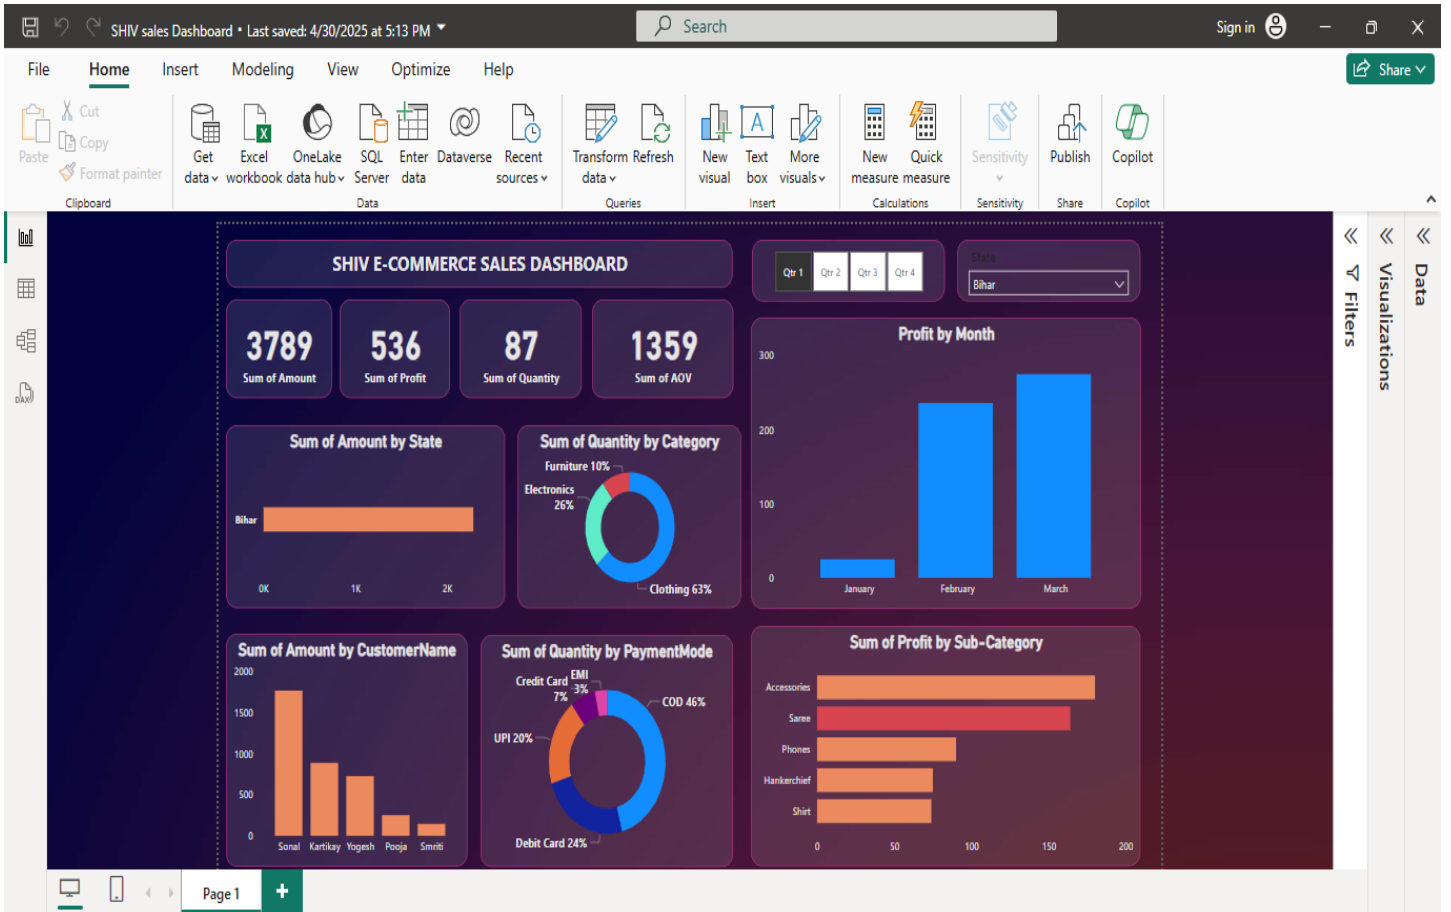 SHIV sales Dashboard • Last saved: 4/30/2025 at 5:13 PM
Search
Sign in
File Home Insert Modeling View Optimize Help
Share
Paste
Cut
Copy
Format painter
Clipboard
Get data
Excel workbook
OneLake data hub
SQL Server
Enter data
Dataverse
Recent sources
Data
Transform data
Refresh
Queries
New visual
Text box
More visuals
Insert
New measure
Quick measure
Calculations
Sensitivity
Sensitivity
Publish
Share
Copilot
Copilot
DAX
SHIV E-COMMERCE SALES DASHBOARD
Qtr 1 Qtr 2 Qtr 3 Qtr 4
State
Bihar
3789
Sum of Amount
536
Sum of Profit
87
Sum of Quantity
1359
Sum of AOV
Profit by Month
300
200
100
0
January February March
Sum of Amount by State
Bihar
0K 1K 2K
Sum of Quantity by Category
Furniture 10%
Electronics
26%
Clothing 63%
Sum of Amount by CustomerName
2000
1500
1000
500
0
Sonal Kartikay Yogesh Pooja Smriti
Sum of Quantity by PaymentMode
EMI
3%
Credit Card
7%
COD 46%
UPI 20%
Debit Card 24%
Sum of Profit by Sub-Category
Accessories
Saree
Phones
Hankerchief
Shirt
0 50 100 150 200
Filters
Visualizations
Data
Page 1